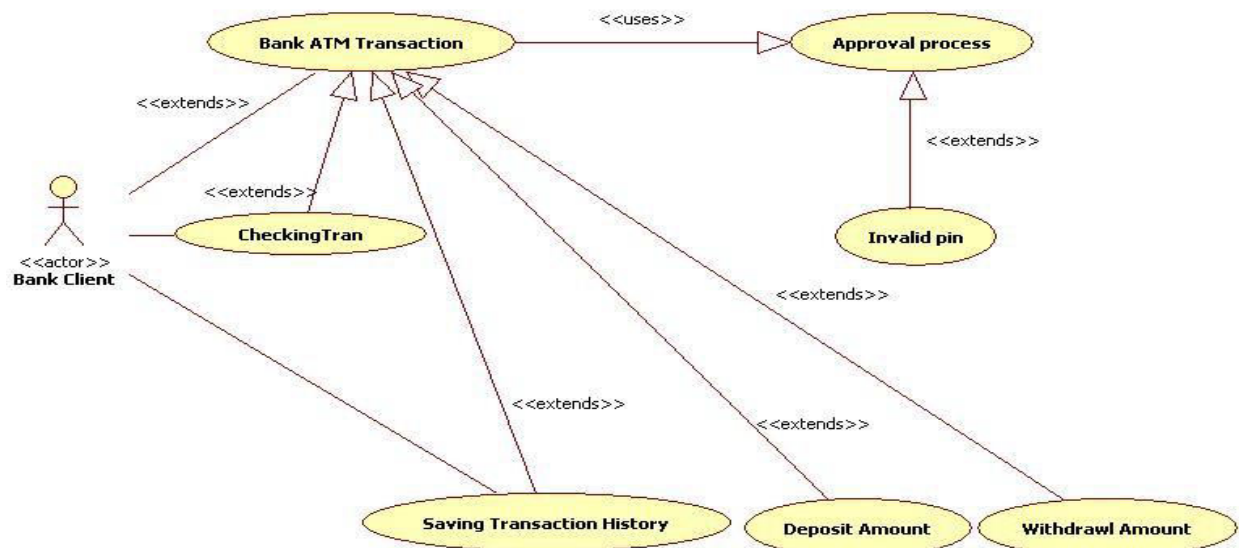 <<uses>>
Bank ATM Transaction
Approval process
<<extends>>
<<extends>>
<<extends>>
CheckingTran
Invalid pin
<<actor>>
Bank Client
<<extends>>
<<extends>>
<<extends>>
Saving Transaction History
Deposit Amount
Withdrawl Amount